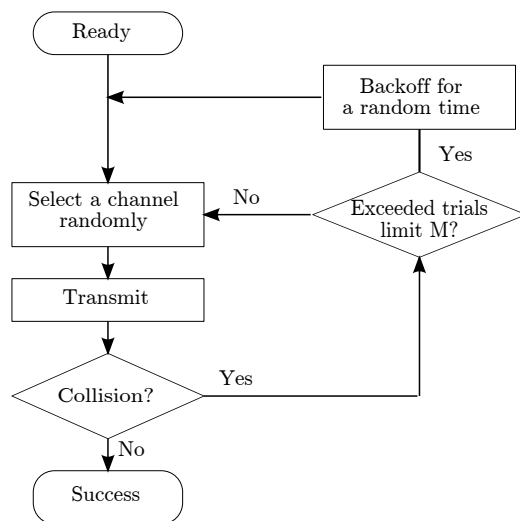 Ready
Backoff for
a random time
Yes
Select a channel
randomly
No
Exceeded trials
limit M?
Transmit
Collision?
Yes
No
Success